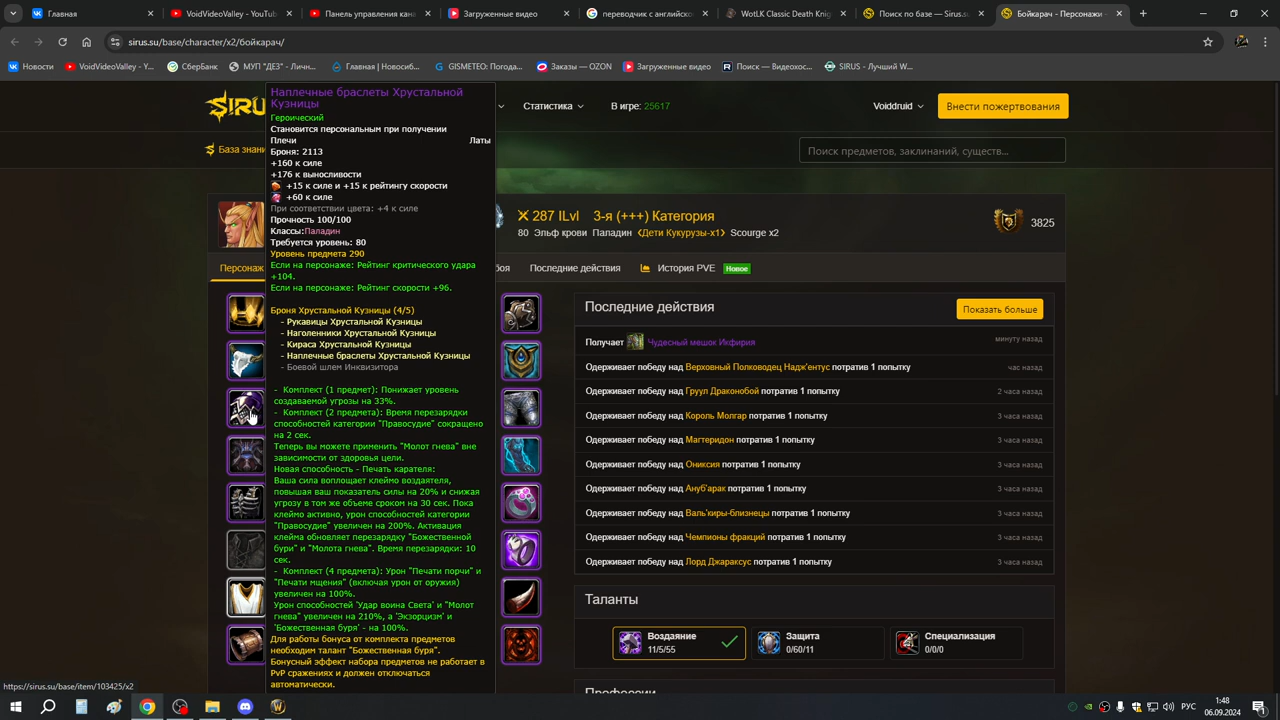 VoidVideoValley - YouTu
VoidVideoValley - YouTu
Панель управления кана
Загруженные видео
переводчик с английско
WotLK Classic Death Knig
Поиск по базе — Sirus.su
Бойкарач - Персонажи -
sirus.su/base/character/x2/бойкарач/
Новости
VoidVideoValley - Y...
СберБанк
МУП "ДЕЗ" - Личн...
Главная | Новосиб...
GISMETEO: Погода...
Заказы — OZON
Загруженные видео
Поиск — Видеохос...
SIRUS - Лучший W...
Статистика
В игре: 25617
Voiddruid
Внести пожертвования
База знани
Поиск предметов, заклинаний, существ...
Наплечные браслеты Хрустальной
Кузницы
Героический
Становится персональным при получении
Плечи Латы
Броня: 2113
+160 к силе
+176 к выносливости
+15 к силе и +15 к рейтингу скорости
+60 к силе
При соответствии цвета: +4 к силе
Прочность 100/100
Классы:Паладин
Требуется уровень: 80
Уровень предмета 290
Если на персонаже: Рейтинг критического удара
+104.
Если на персонаже: Рейтинг скорости +96.
Броня Хрустальной Кузницы (4/5)
- Рукавицы Хрустальной Кузницы
- Наголенники Хрустальной Кузницы
- Кираса Хрустальной Кузницы
- Наплечные браслеты Хрустальной Кузницы
- Боевой шлем Инквизитора
- Комплект (1 предмет): Понижает уровень
создаваемой угрозы на 33%.
- Комплект (2 предмета): Время перезарядки
способностей категории "Правосудие" сокращено
на 2 сек.
Теперь вы можете применить "Молот гнева" вне
зависимости от здоровья цели.
Новая способность - Печать карателя:
Ваша сила воплощает клеймо воздаятеля,
повышая ваш показатель силы на 20% и снижая
угрозу в том же объеме сроком на 30 сек. Пока
клеймо активно, урон способностей категории
"Правосудие" увеличен на 200%. Активация
клейма обновляет перезарядку "Божественной
бури" и "Молота гнева". Время перезарядки: 10
сек.
- Комплект (4 предмета): Урон "Печати порчи" и
"Печати мщения" (включая урон от оружия)
увеличен на 100%.
Урон способностей 'Удар воина Света' и "Молот
гнева" увеличен на 210%, а 'Экзорцизм' и
'Божественная буря' - на 100%.
Для работы бонуса от комплекта предметов
необходим талант "Божественная буря".
Бонусный эффект набора предметов не работает в
PvP сражениях и должен отключаться
автоматически.
287 ILvl 3-я (+++) Категория
80 Эльф крови Паладин <Дети Кукурузы-x1> Scourge x2
3825
Персонаж
боя
Последние действия
История PVE
Новое
Последние действия
Показать больше
Получает Чудесный мешок Икфирия минуту назад
Одерживает победу над Верховный Полководец Надж'ентус потратив 1 попытку час назад
Одерживает победу над Груул Драконобой потратив 1 попытку 2 часа назад
Одерживает победу над Король Молгар потратив 1 попытку 3 часа назад
Одерживает победу над Магтеридон потратив 1 попытку 3 часа назад
Одерживает победу над Ониксия потратив 1 попытку 3 часа назад
Одерживает победу над Ануб'арак потратив 1 попытку 3 часа назад
Одерживает победу над Валь'киры-близнецы потратив 1 попытку 3 часа назад
Одерживает победу над Чемпионы фракций потратив 1 попытку 3 часа назад
Одерживает победу над Лорд Джараксус потратив 1 попытку 3 часа назад
Таланты
Воздаяние
11/5/55
Защита
0/60/11
Специализация
0/0/0
Профессии
https://sirus.su/base/item/103425/x2
РУС
1:48
06.09.2024